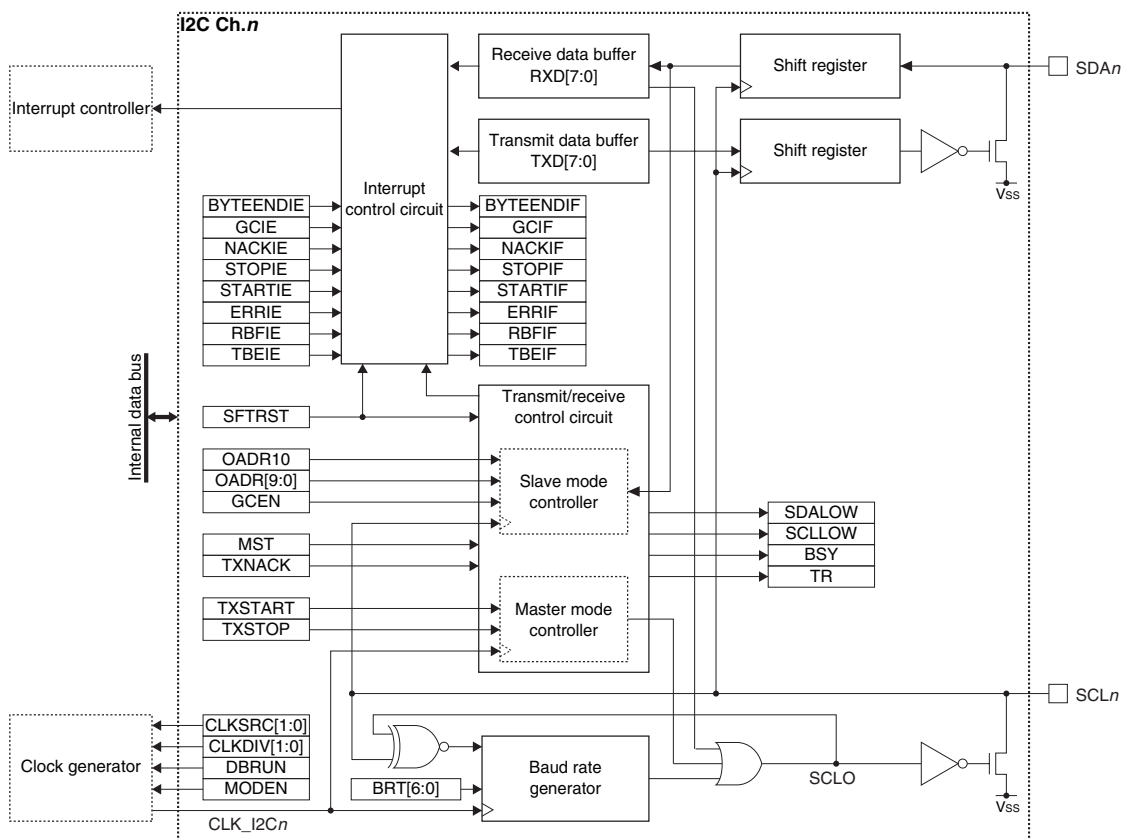 I2C Ch.n
Interrupt controller
Interrupt
control circuit
Receive data buffer
RXD[7:0]
Shift register
SDAn
Transmit data buffer
TXD[7:0]
Shift register
VSS
BYTEENDIE
GCIE
NACKIE
STOPIE
STARTIE
ERRIE
RBFIE
TBEIE
BYTEENDIF
GCIF
NACKIF
STOPIF
STARTIF
ERRIF
RBFIF
TBEIF
Internal data bus
SFTRST
Transmit/receive
control circuit
OADR10
OADR[9:0]
GCEN
Slave mode
controller
MST
TXNACK
SDALOW
SCLLOW
BSY
TR
TXSTART
TXSTOP
Master mode
controller
SCLn
Clock generator
CLKSRC[1:0]
CLKDIV[1:0]
DBRUN
MODEN
CLK_I2Cn
BRT[6:0]
Baud rate
generator
SCLO
VSS